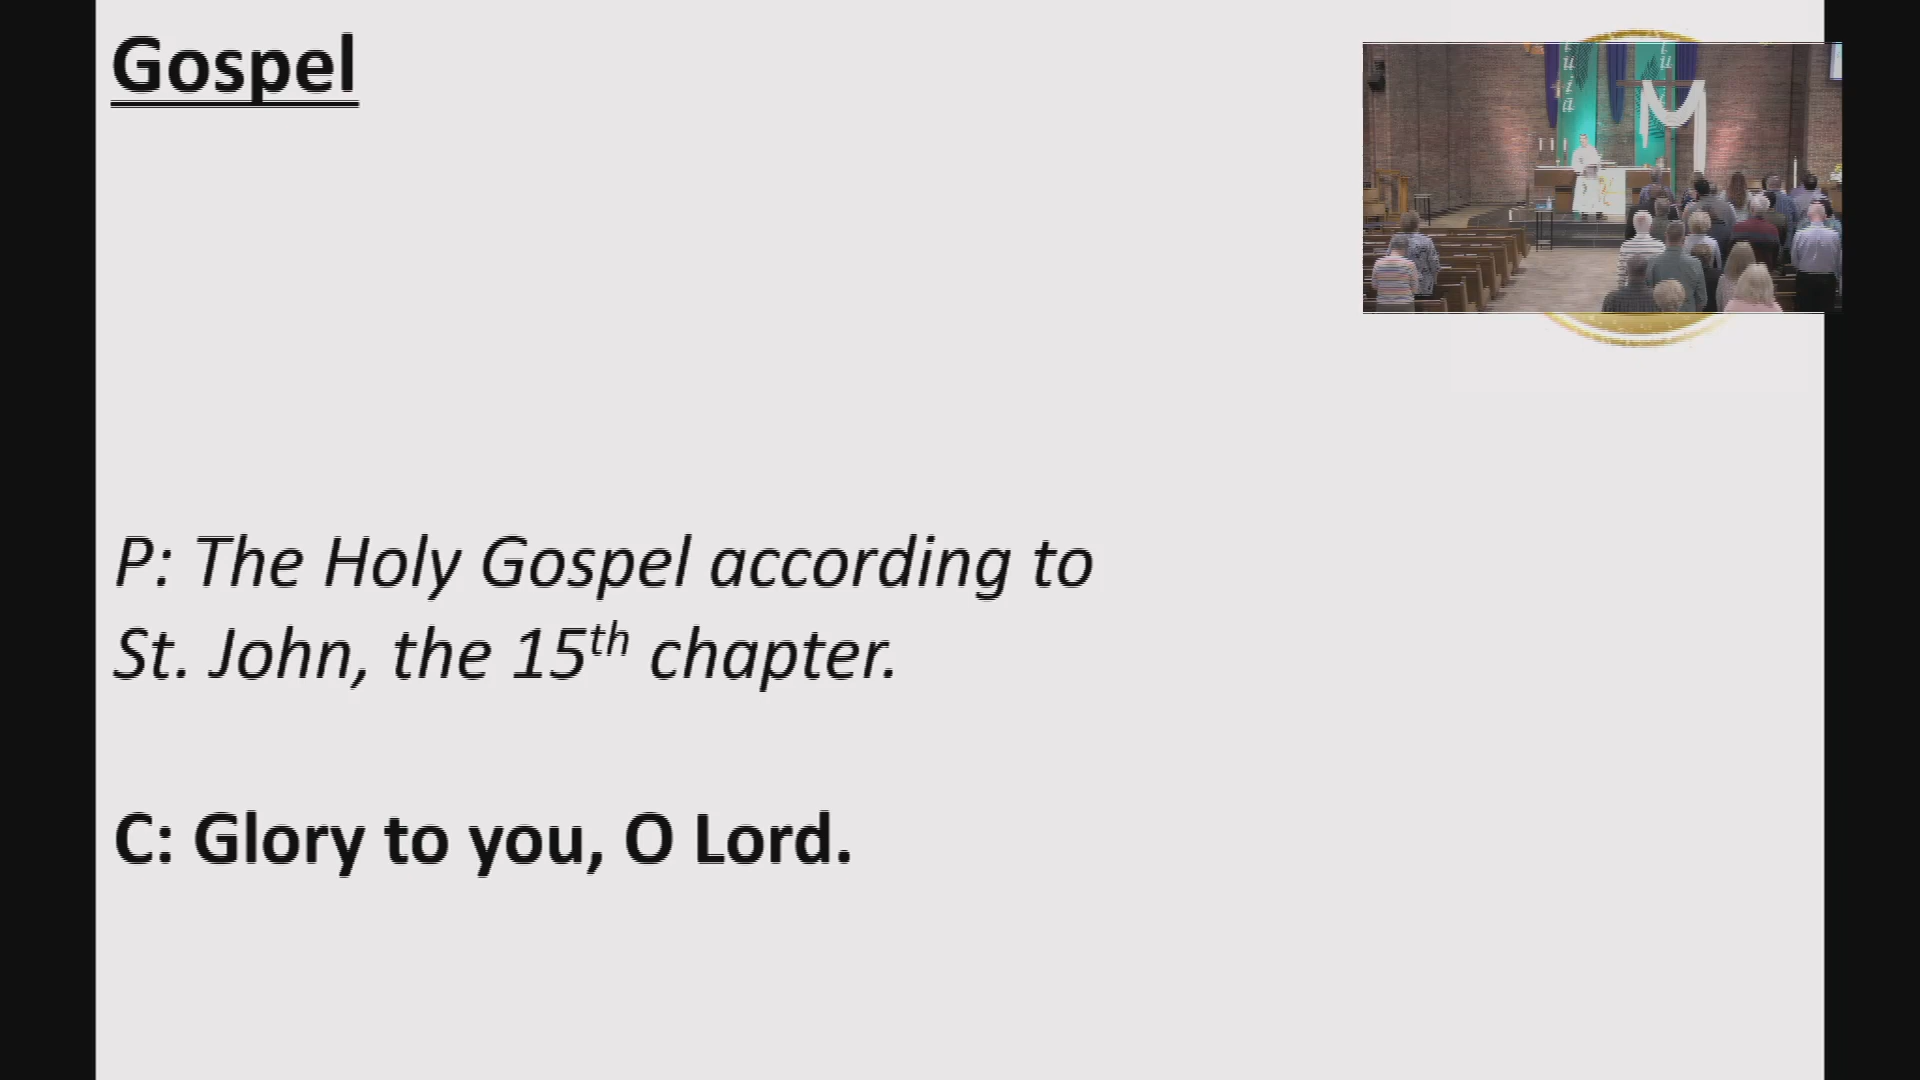 Gospel
P: The Holy Gospel according to
St. John, the 15th chapter.
C: Glory to you, O Lord.